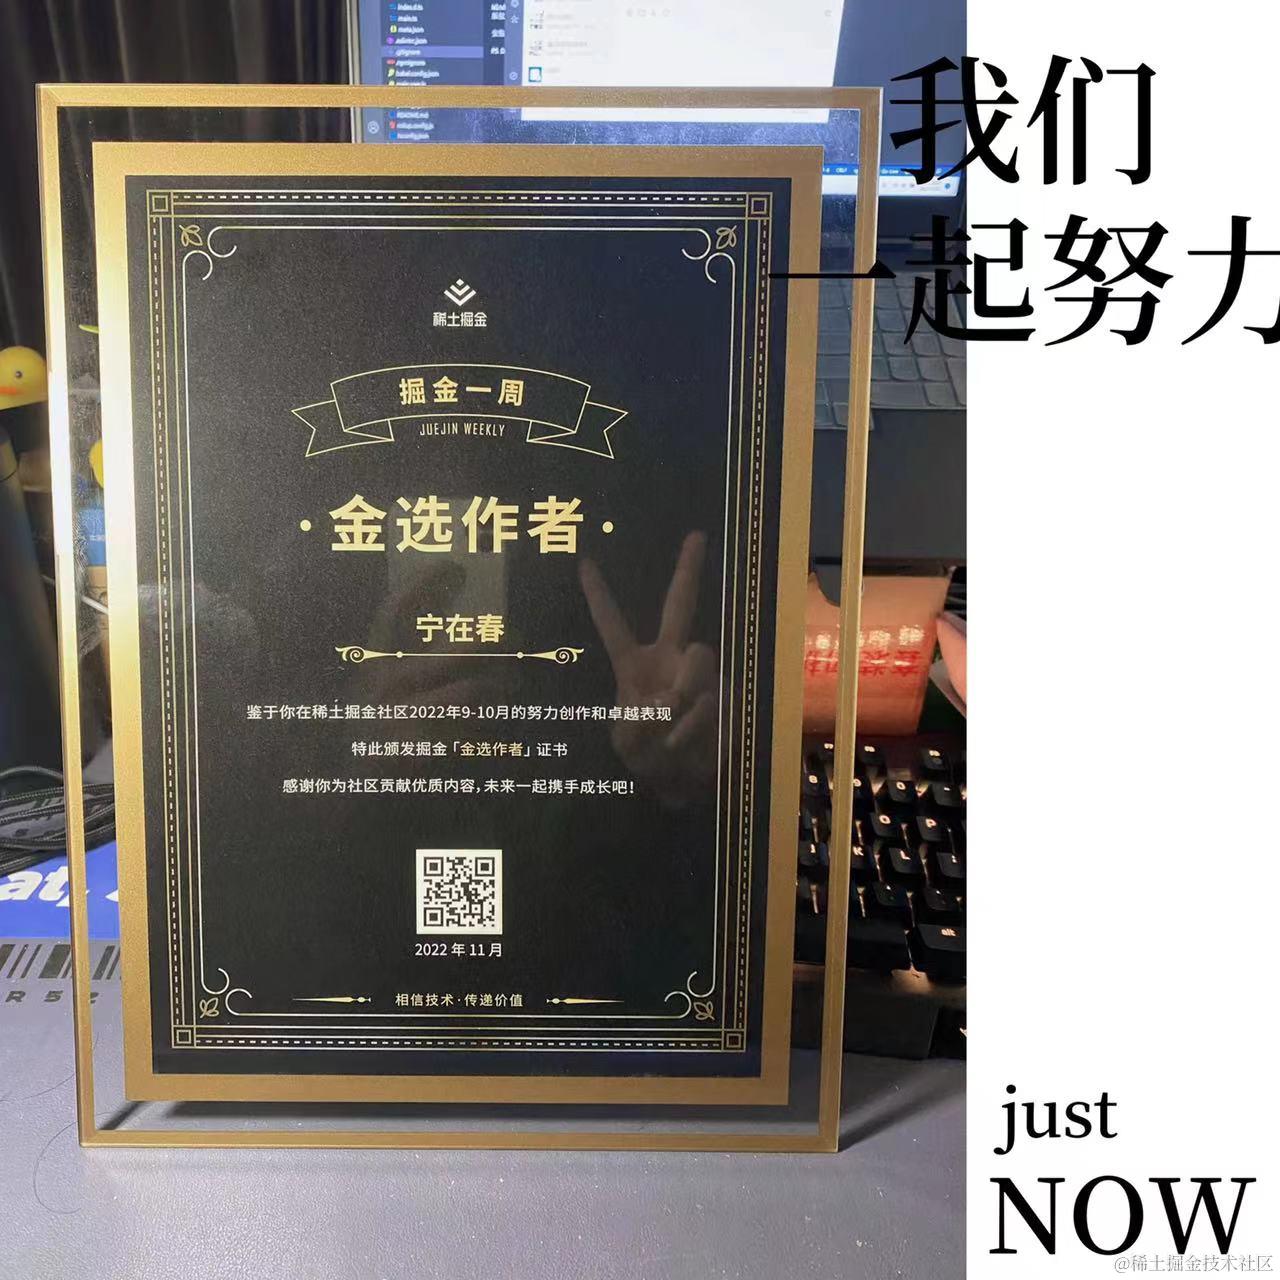 我们
一起努力
稀土掘金
掘金一周
JUEJIN WEEKLY
·金选作者·
宁在春
鉴于你在稀土掘金社区2022年9-10月的努力创作和卓越表现
特此颁发掘金「金选作者」证书
感谢你为社区贡献优质内容，未来一起携手成长吧！
2022 年 11 月
相信技术·传递价值
R52
just
NOW
@稀土掘金技术社区